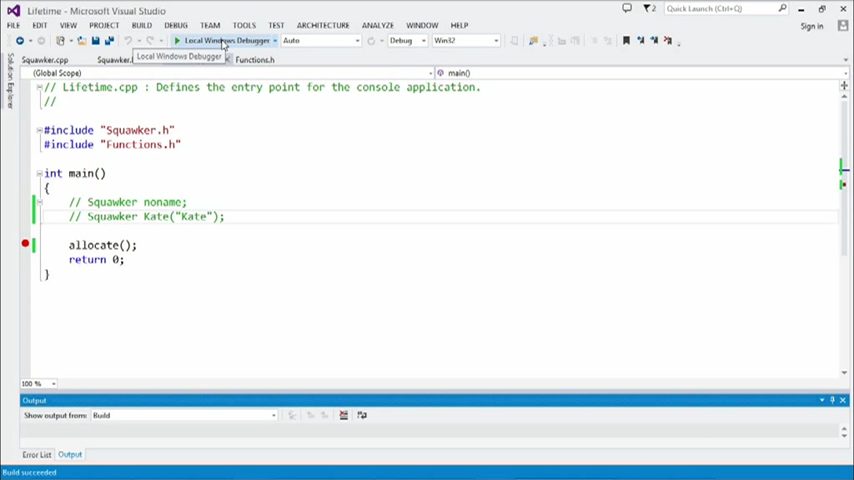 Lifetime - Microsoft Visual Studio
2
Quick Launch (Ctrl+Q)
FILE EDIT VIEW PROJECT BUILD DEBUG TEAM TOOLS TEST ARCHITECTURE ANALYZE WINDOW HELP
Sign in
Local Windows Debugger Auto Debug Win32
Squawker.cpp Squawker. Functions.h
Local Windows Debugger
Server Explorer
(Global Scope) main()
// Lifetime.cpp : Defines the entry point for the console application.
//
#include "Squawker.h"
#include "Functions.h"
int main()
{
// Squawker noname;
// Squawker Kate("Kate");
allocate();
return 0;
}
100 %
Output
Show output from: Build
Error List Output
Build succeeded